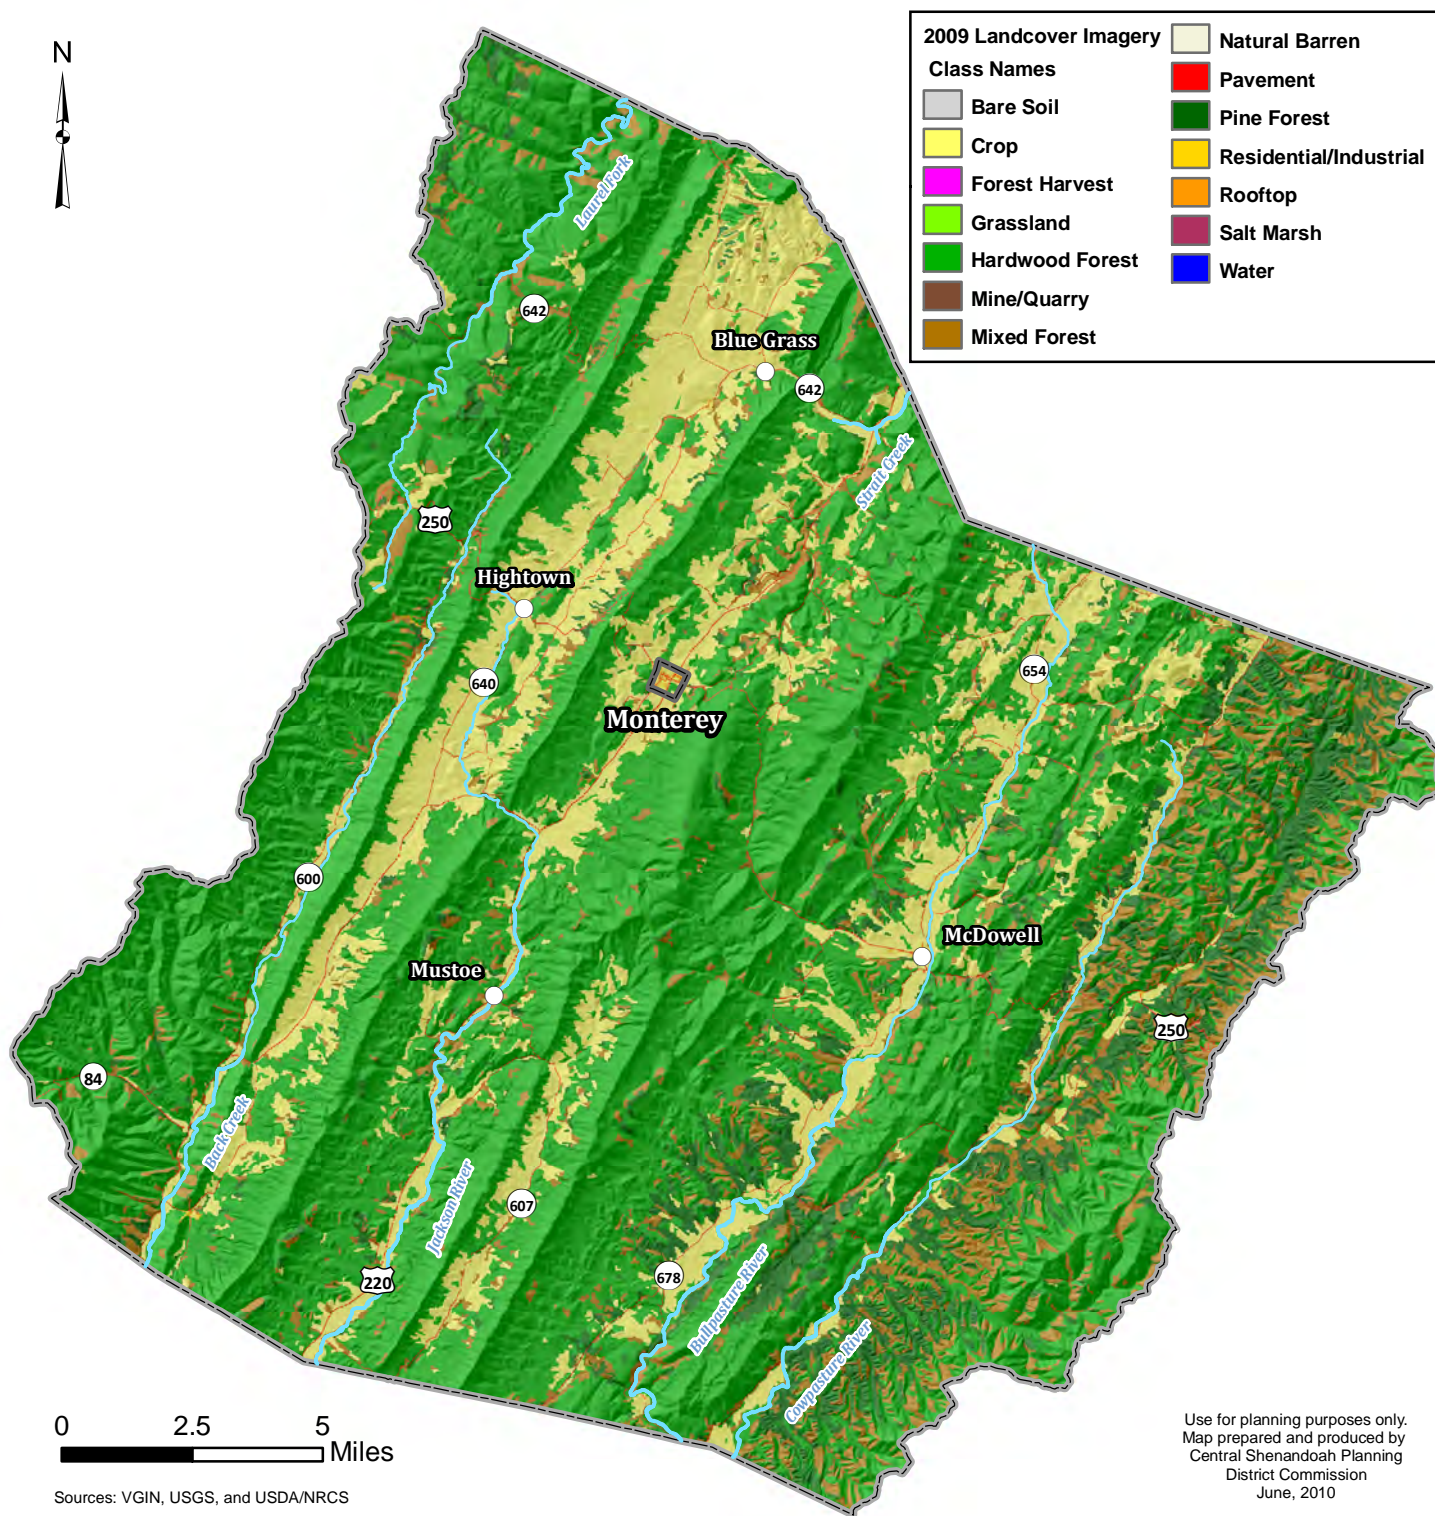 N
2009 Landcover Imagery
Class Names
Bare Soil
Crop
Forest Harvest
Grassland
Hardwood Forest
Mine/Quarry
Mixed Forest
Natural Barren
Pavement
Pine Forest
Residential/Industrial
Rooftop
Salt Marsh
Water
Laurel Fork
642
Blue Grass
642
Strait Creek
250
Hightown
640
654
Monterey
600
McDowell
Mustoe
250
84
Back Creek
Jackson River
607
220
678
Bullpasture River
Cowpasture River
0 2.5 5
Miles
Sources: VGIN, USGS, and USDA/NRCS
Use for planning purposes only.
Map prepared and produced by
Central Shenandoah Planning
District Commission
June, 2010